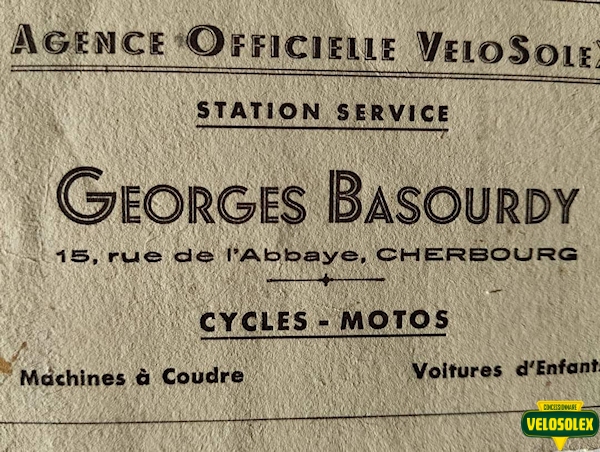 AGENCE OFFICIELLE VELOSOLEX
STATION SERVICE
GEORGES BASOURDY
15, rue de l'Abbaye, CHERBOURG
CYCLES - MOTOS
Machines à Coudre
Voitures d'Enfant
CONCESSIONNAIRE
VELOSOLEX